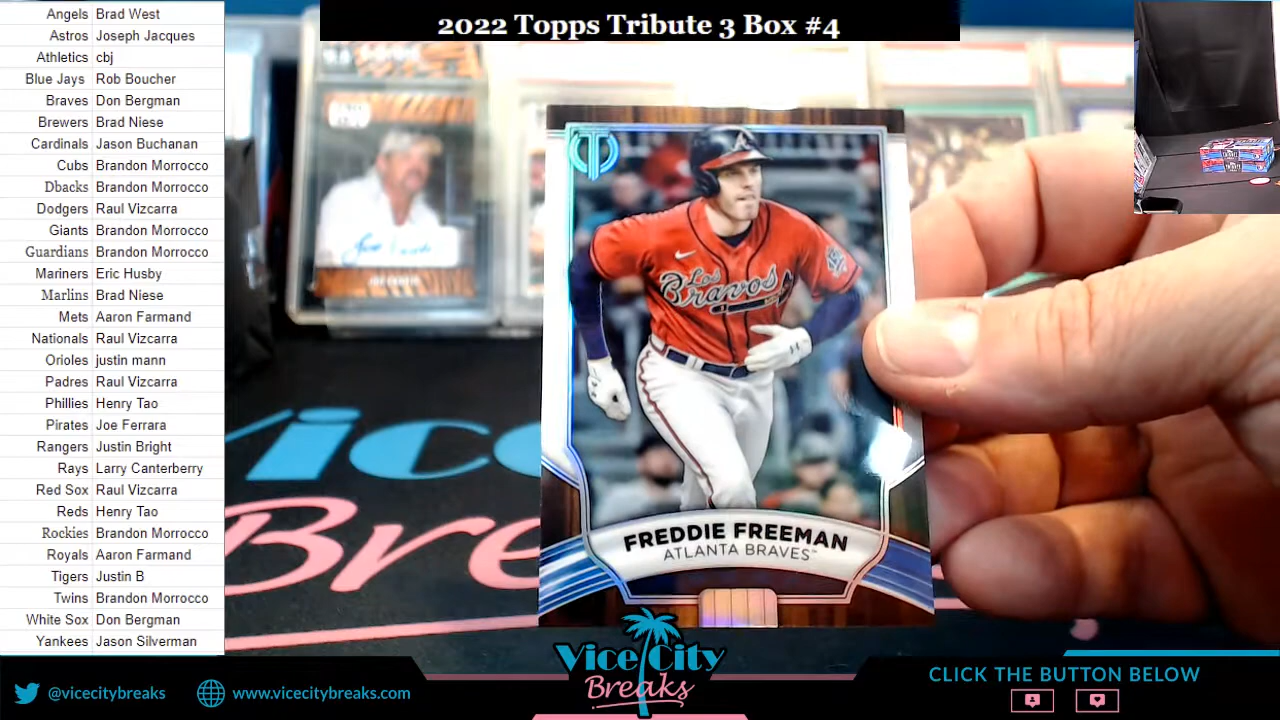 2022 Topps Tribute 3 Box #4
Angels Brad West
Astros Joseph Jacques
Athletics cbj
Blue Jays Rob Boucher
Braves Don Bergman
Brewers Brad Niese
Cardinals Jason Buchanan
Cubs Brandon Morrocco
Dbacks Brandon Morrocco
Dodgers Raul Vizcarra
Giants Brandon Morrocco
Guardians Brandon Morrocco
Mariners Eric Husby
Marlins Brad Niese
Mets Aaron Farmand
Nationals Raul Vizcarra
Orioles justin mann
Padres Raul Vizcarra
Phillies Henry Tao
Pirates Joe Ferrara
Rangers Justin Bright
Rays Larry Canterberry
Red Sox Raul Vizcarra
Reds Henry Tao
Rockies Brandon Morrocco
Royals Aaron Farmand
Tigers Justin B
Twins Brandon Morrocco
White Sox Don Bergman
Yankees Jason Silverman
Los
Bravos
FREDDIE FREEMAN
ATLANTA BRAVES™
Vice
Bre
Vice City
Breaks
@vicecitybreaks
www.vicecitybreaks.com
CLICK THE BUTTON BELOW